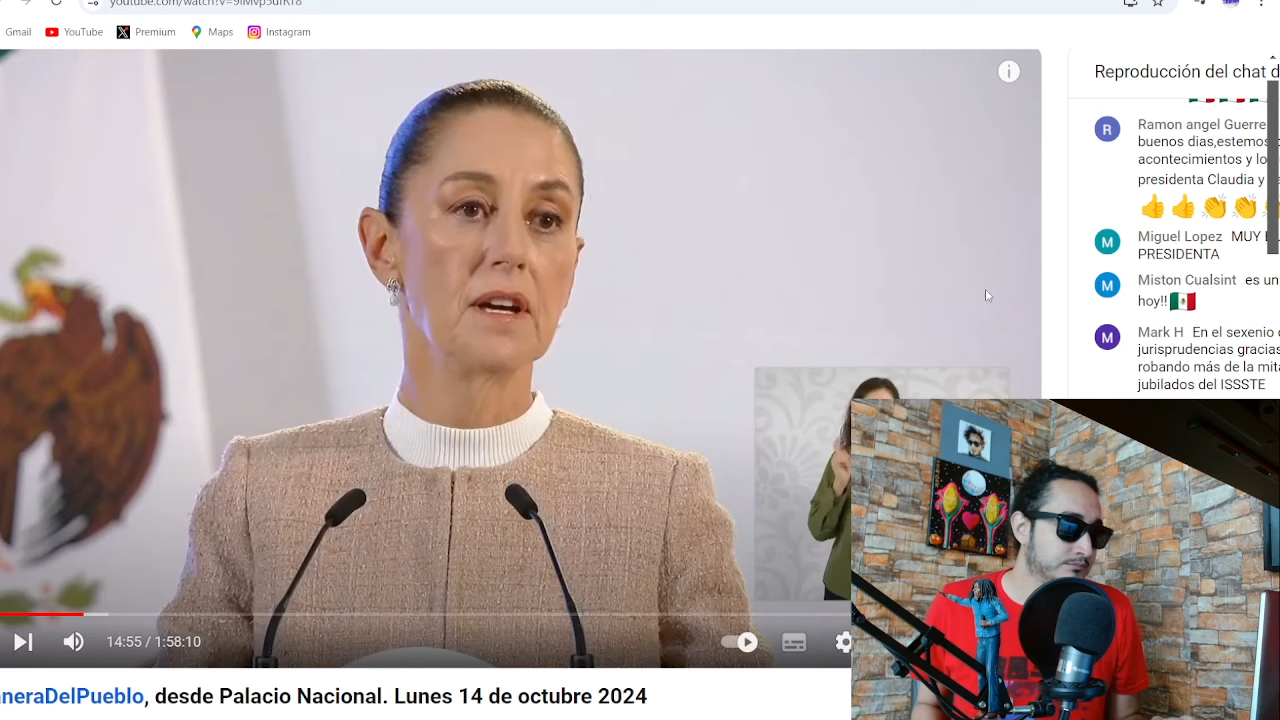 youtube.com/watch?v=9iMvp5dfKf8
Gmail YouTube Premium Maps Instagram
Reproducción del chat d
Ramon angel Guerre
buenos dias,estemos
acontecimientos y lo
presidenta Claudia y
Miguel Lopez MUY
PRESIDENTA
Miston Cualsint es un
hoy!!
Mark H En el sexenio
jurisprudencias gracias
robando más de la mita
jubilados del ISSSTE
14:55 / 1:58:10
aneraDelPueblo, desde Palacio Nacional. Lunes 14 de octubre 2024